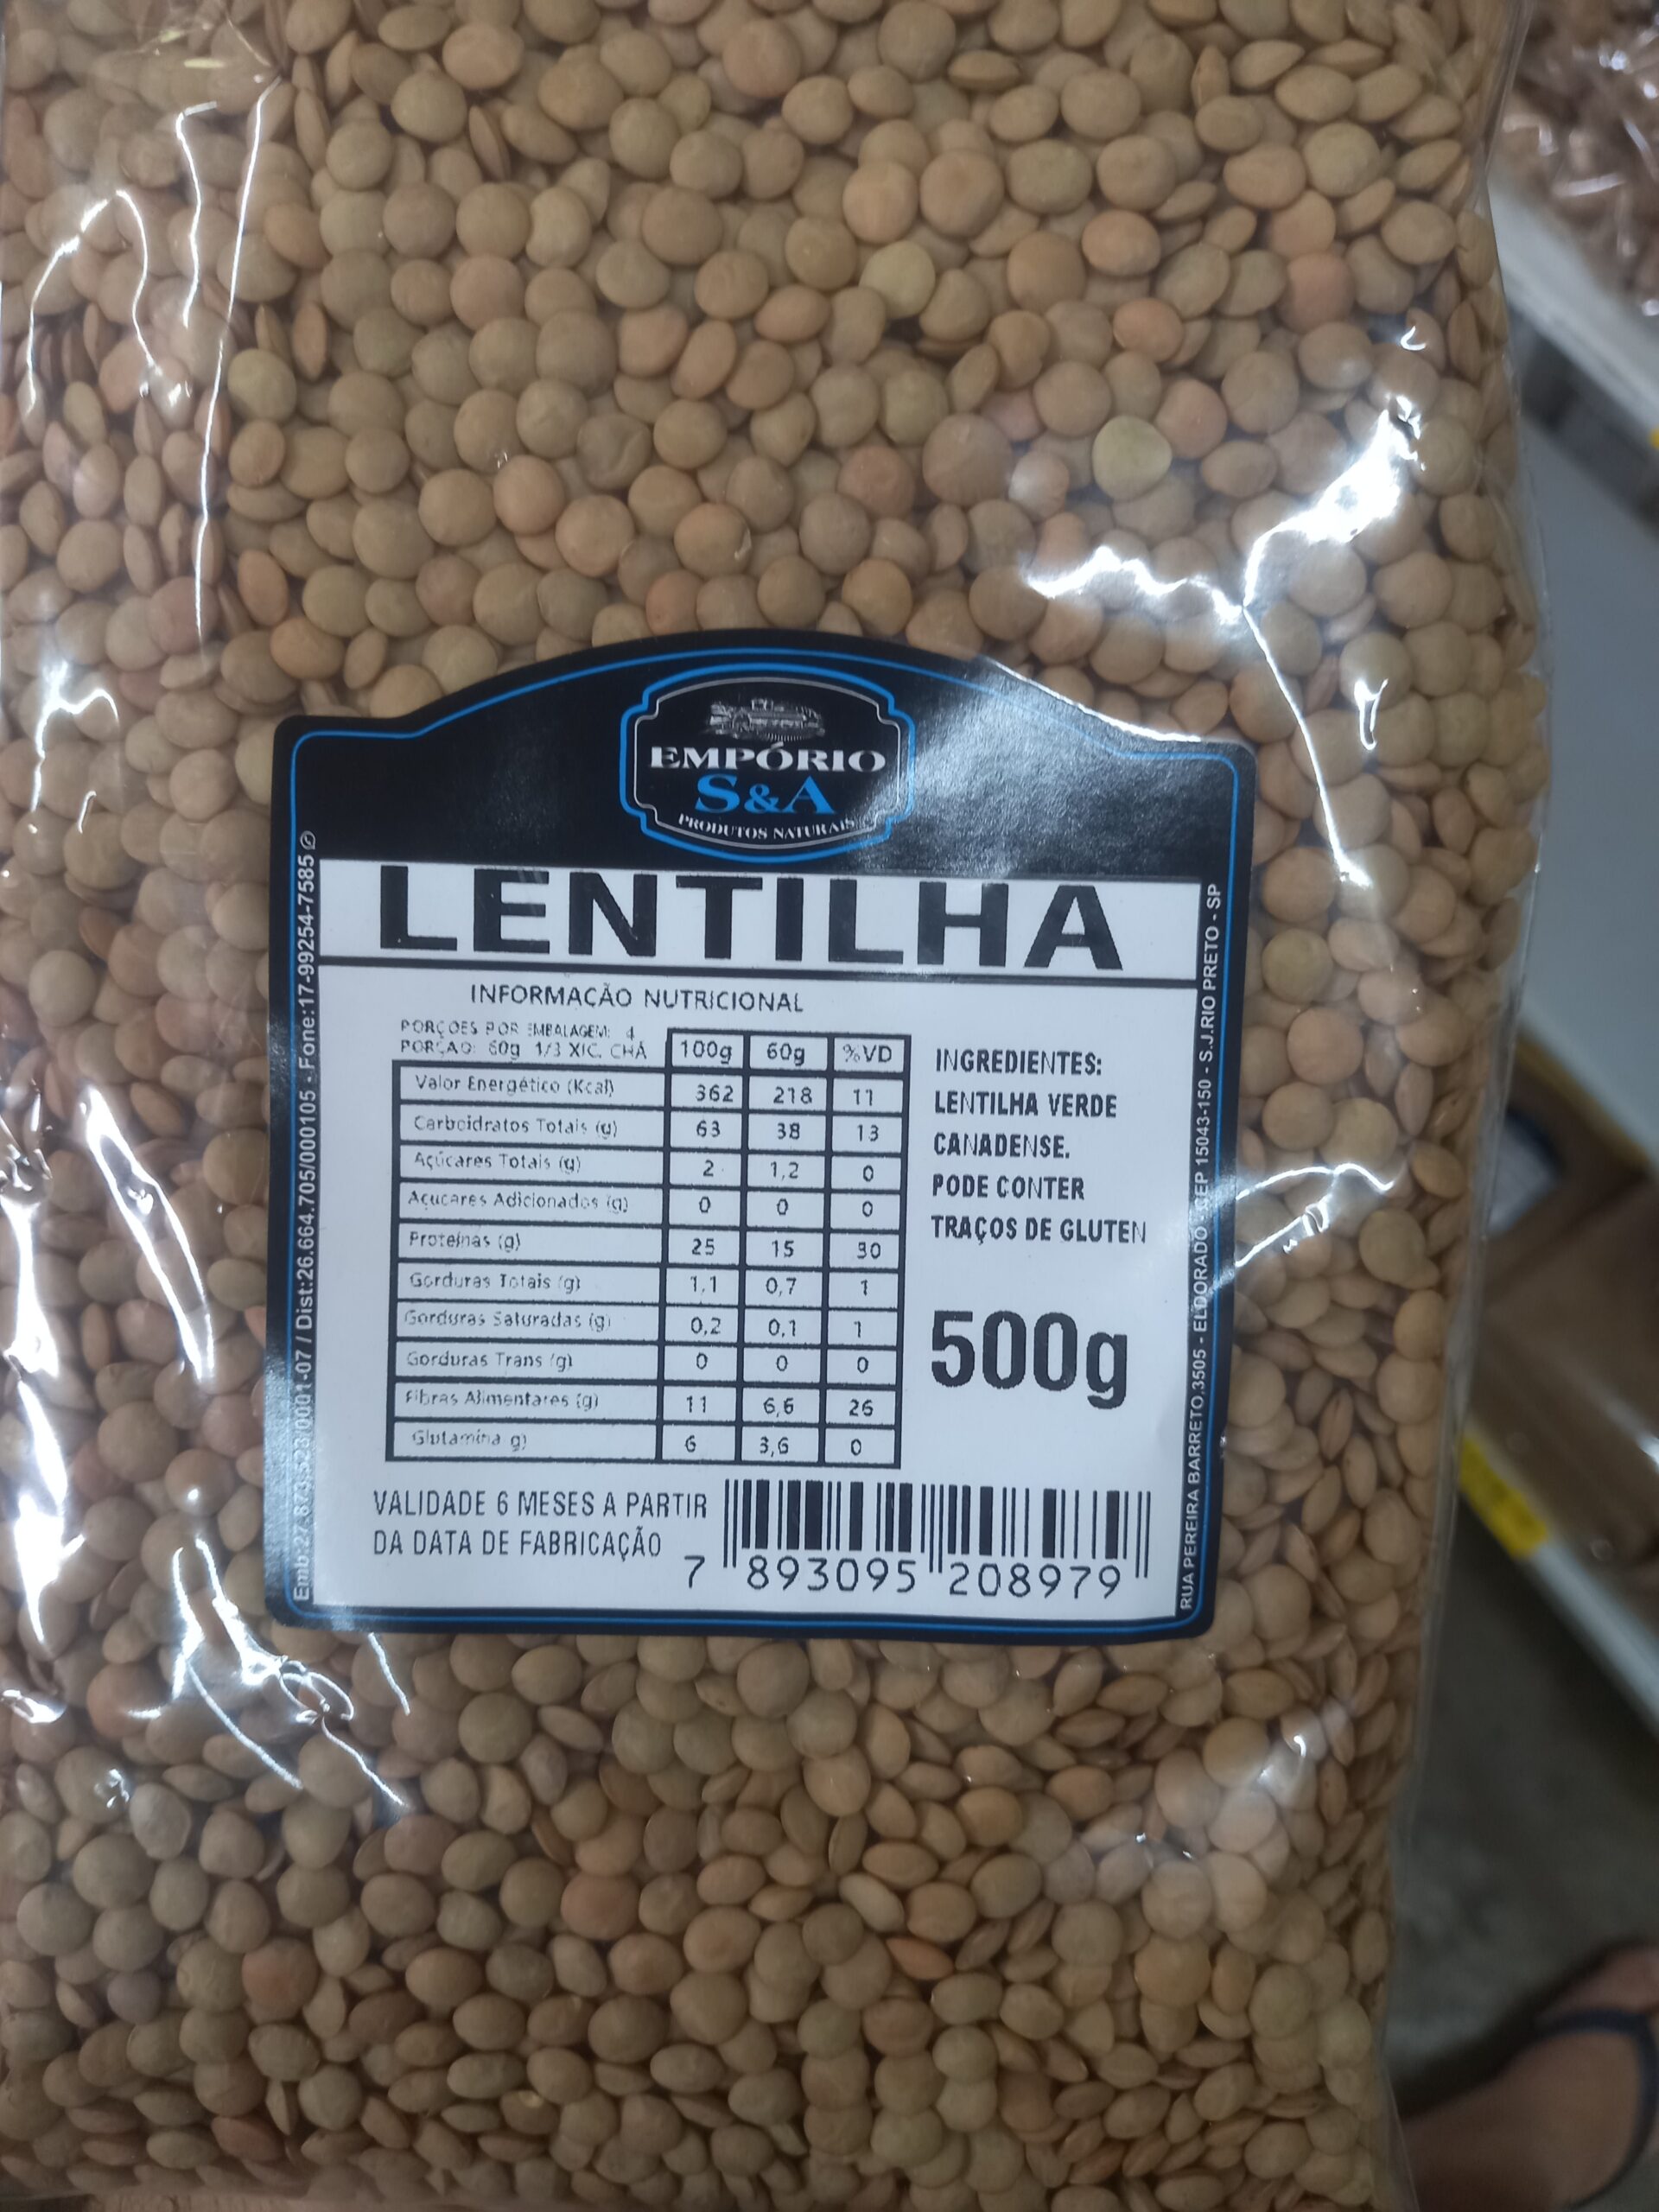 EMPÓRIO
S&A
PRODUTOS NATURAIS
LENTILHA
INFORMAÇÃO NUTRICIONAL
PORÇOES POR EMBALAGEM: 4
PORÇAO: 60g 1/3 XIC. CHÁ
100g 60g %VD
Valor Energético (Kcal) 362 218 11
Carboidratos Totais (g) 63 38 13
Açúcares Totais (g) 2 1,2 0
Açucares Adicionados (g) 0 0 0
Proteínas (g) 25 15 30
Gorduras Totais (g) 1,1 0,7 1
Gorduras Saturadas (g) 0,2 0,1 1
Gorduras Trans (g) 0 0 0
Fibras Alimentares (g) 11 6,6 26
Glutamina g) 6 3,6 0
INGREDIENTES:
LENTILHA VERDE
CANADENSE.
PODE CONTER
TRAÇOS DE GLUTEN
500g
VALIDADE 6 MESES A PARTIR
DA DATA DE FABRICAÇÃO
7 893095 208979
Dist:26.664.705/000105 - Fone:17-99254-7585
RUA PEREIRA BARRETO,3505 - ELDORADO - CEP 15043-150 - S.J.RIO PRETO - SP